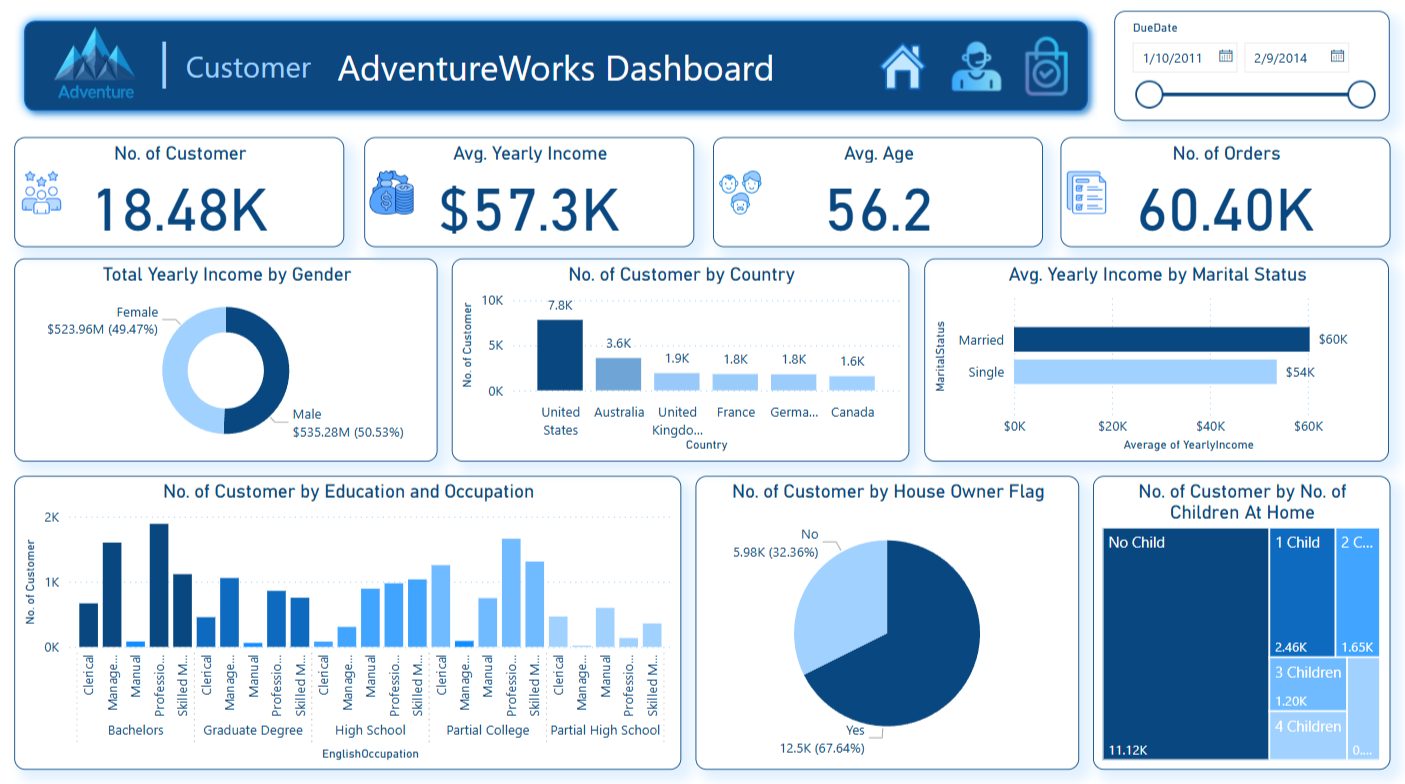 Adventure
Customer
AdventureWorks Dashboard
DueDate
1/10/2011
2/9/2014
No. of Customer
18.48K
Avg. Yearly Income
$57.3K
Avg. Age
56.2
No. of Orders
60.40K
Total Yearly Income by Gender
Female
$523.96M (49.47%)
Male
$535.28M (50.53%)
No. of Customer by Country
No. of Customer
10K
5K
0K
7.8K
3.6K
1.9K
1.8K
1.8K
1.6K
United
States
Australia
United
Kingdo...
France
Germa...
Canada
Country
Avg. Yearly Income by Marital Status
MaritalStatus
Married
$60K
Single
$54K
$0K
$20K
$40K
$60K
Average of YearlyIncome
No. of Customer by Education and Occupation
No. of Customer
2K
1K
0K
Clerical
Manage...
Manual
Professio...
Skilled M...
Clerical
Manage...
Manual
Professio...
Skilled M...
Clerical
Manage...
Manual
Professio...
Skilled M...
Clerical
Manage...
Manual
Professio...
Skilled M...
Clerical
Manage...
Manual
Professio...
Skilled M...
Bachelors
Graduate Degree
High School
Partial College
Partial High School
EnglishOccupation
No. of Customer by House Owner Flag
No
5.98K (32.36%)
Yes
12.5K (67.64%)
No. of Customer by No. of
Children At Home
No Child
11.12K
1 Child
2.46K
2 C...
1.65K
3 Children
1.20K
4 Children
0....